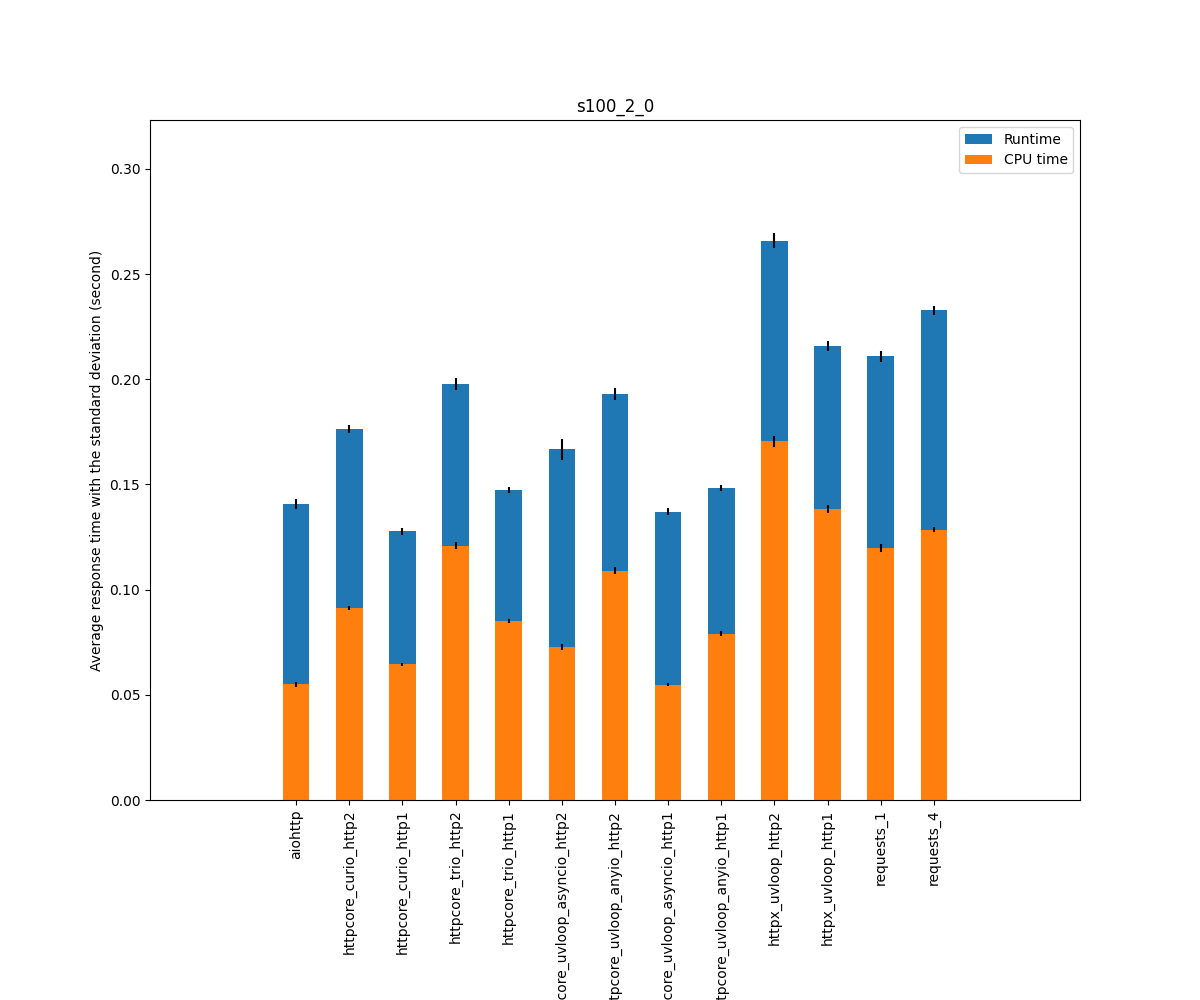 s100_2_0
Runtime
CPU time
Average response time with the standard deviation (second)
0.30
0.25
0.20
0.15
0.10
0.05
0.00
aiohttp
httpcore_curio_http2
httpcore_curio_http1
httpcore_trio_http2
httpcore_trio_http1
core_uvloop_asyncio_http2
tpcore_uvloop_anyio_http2
core_uvloop_asyncio_http1
tpcore_uvloop_anyio_http1
httpx_uvloop_http2
httpx_uvloop_http1
requests_1
requests_4